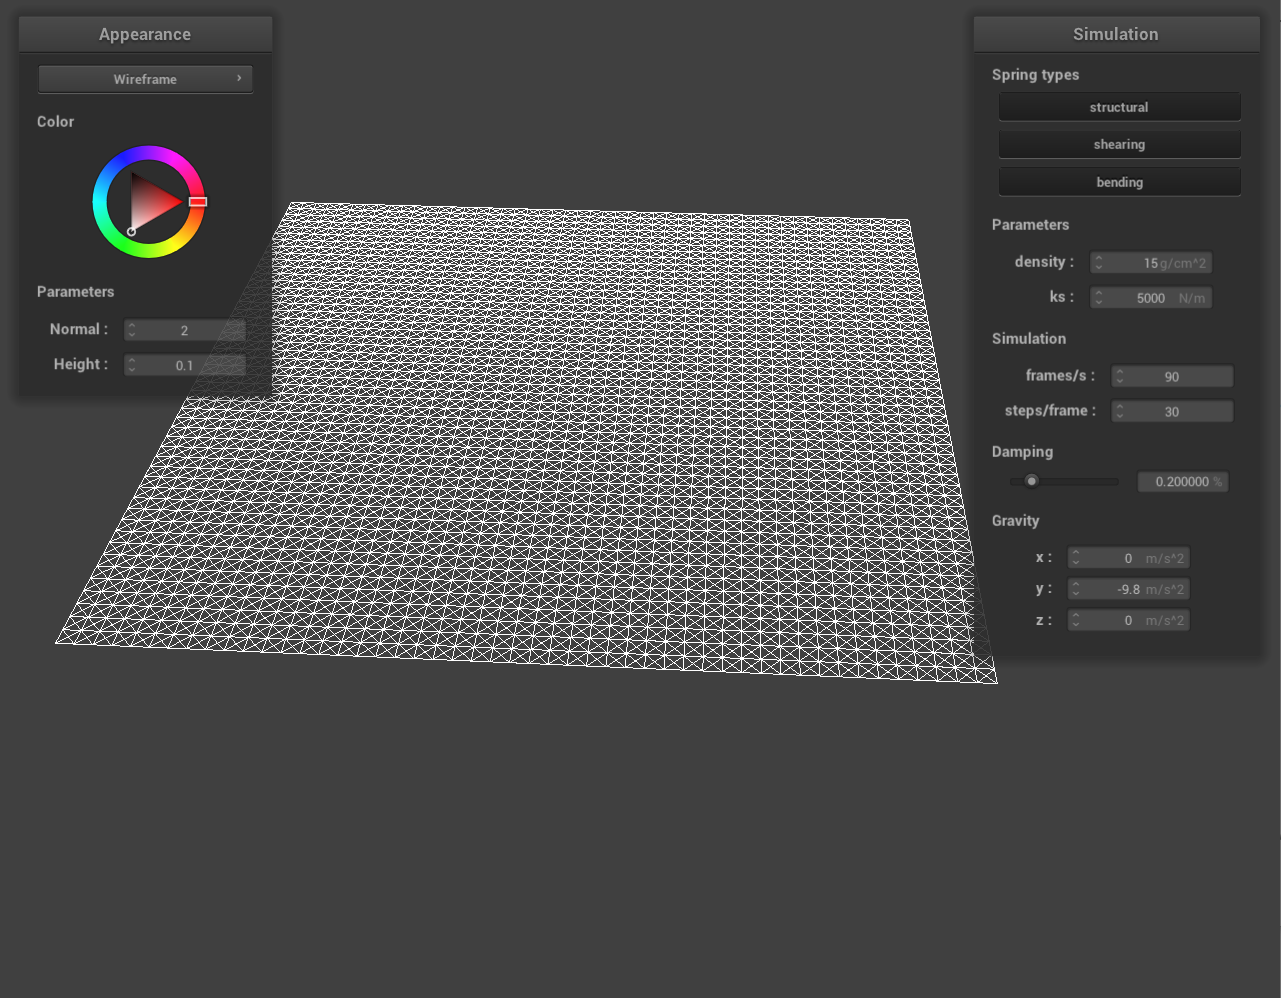 Appearance
Wireframe
Color
Parameters
Normal : 2
Height : 0.1
Simulation
Spring types
structural
shearing
bending
Parameters
density : 15 g/cm^2
ks : 5000 N/m
Simulation
frames/s : 90
steps/frame : 30
Damping
0.200000 %
Gravity
x : 0 m/s^2
y : -9.8 m/s^2
z : 0 m/s^2